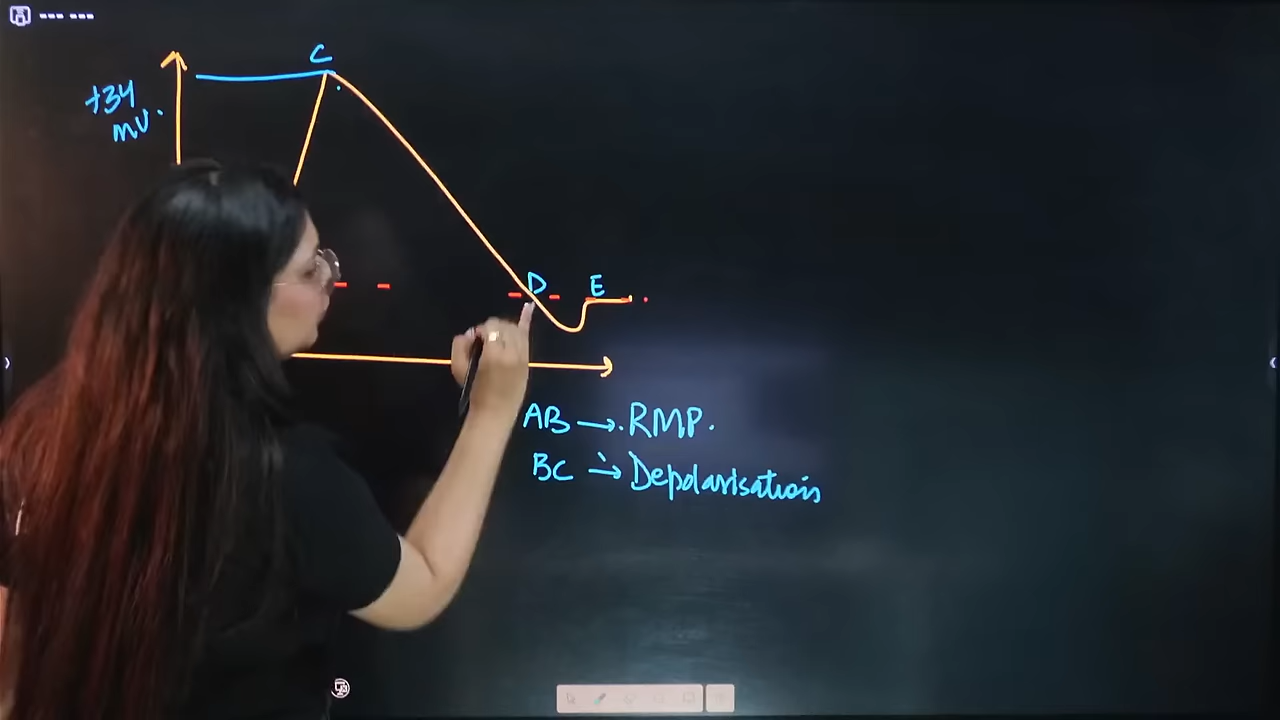 C
+34
mV.
D
E
AB → RMP.
BC → Depolarisation